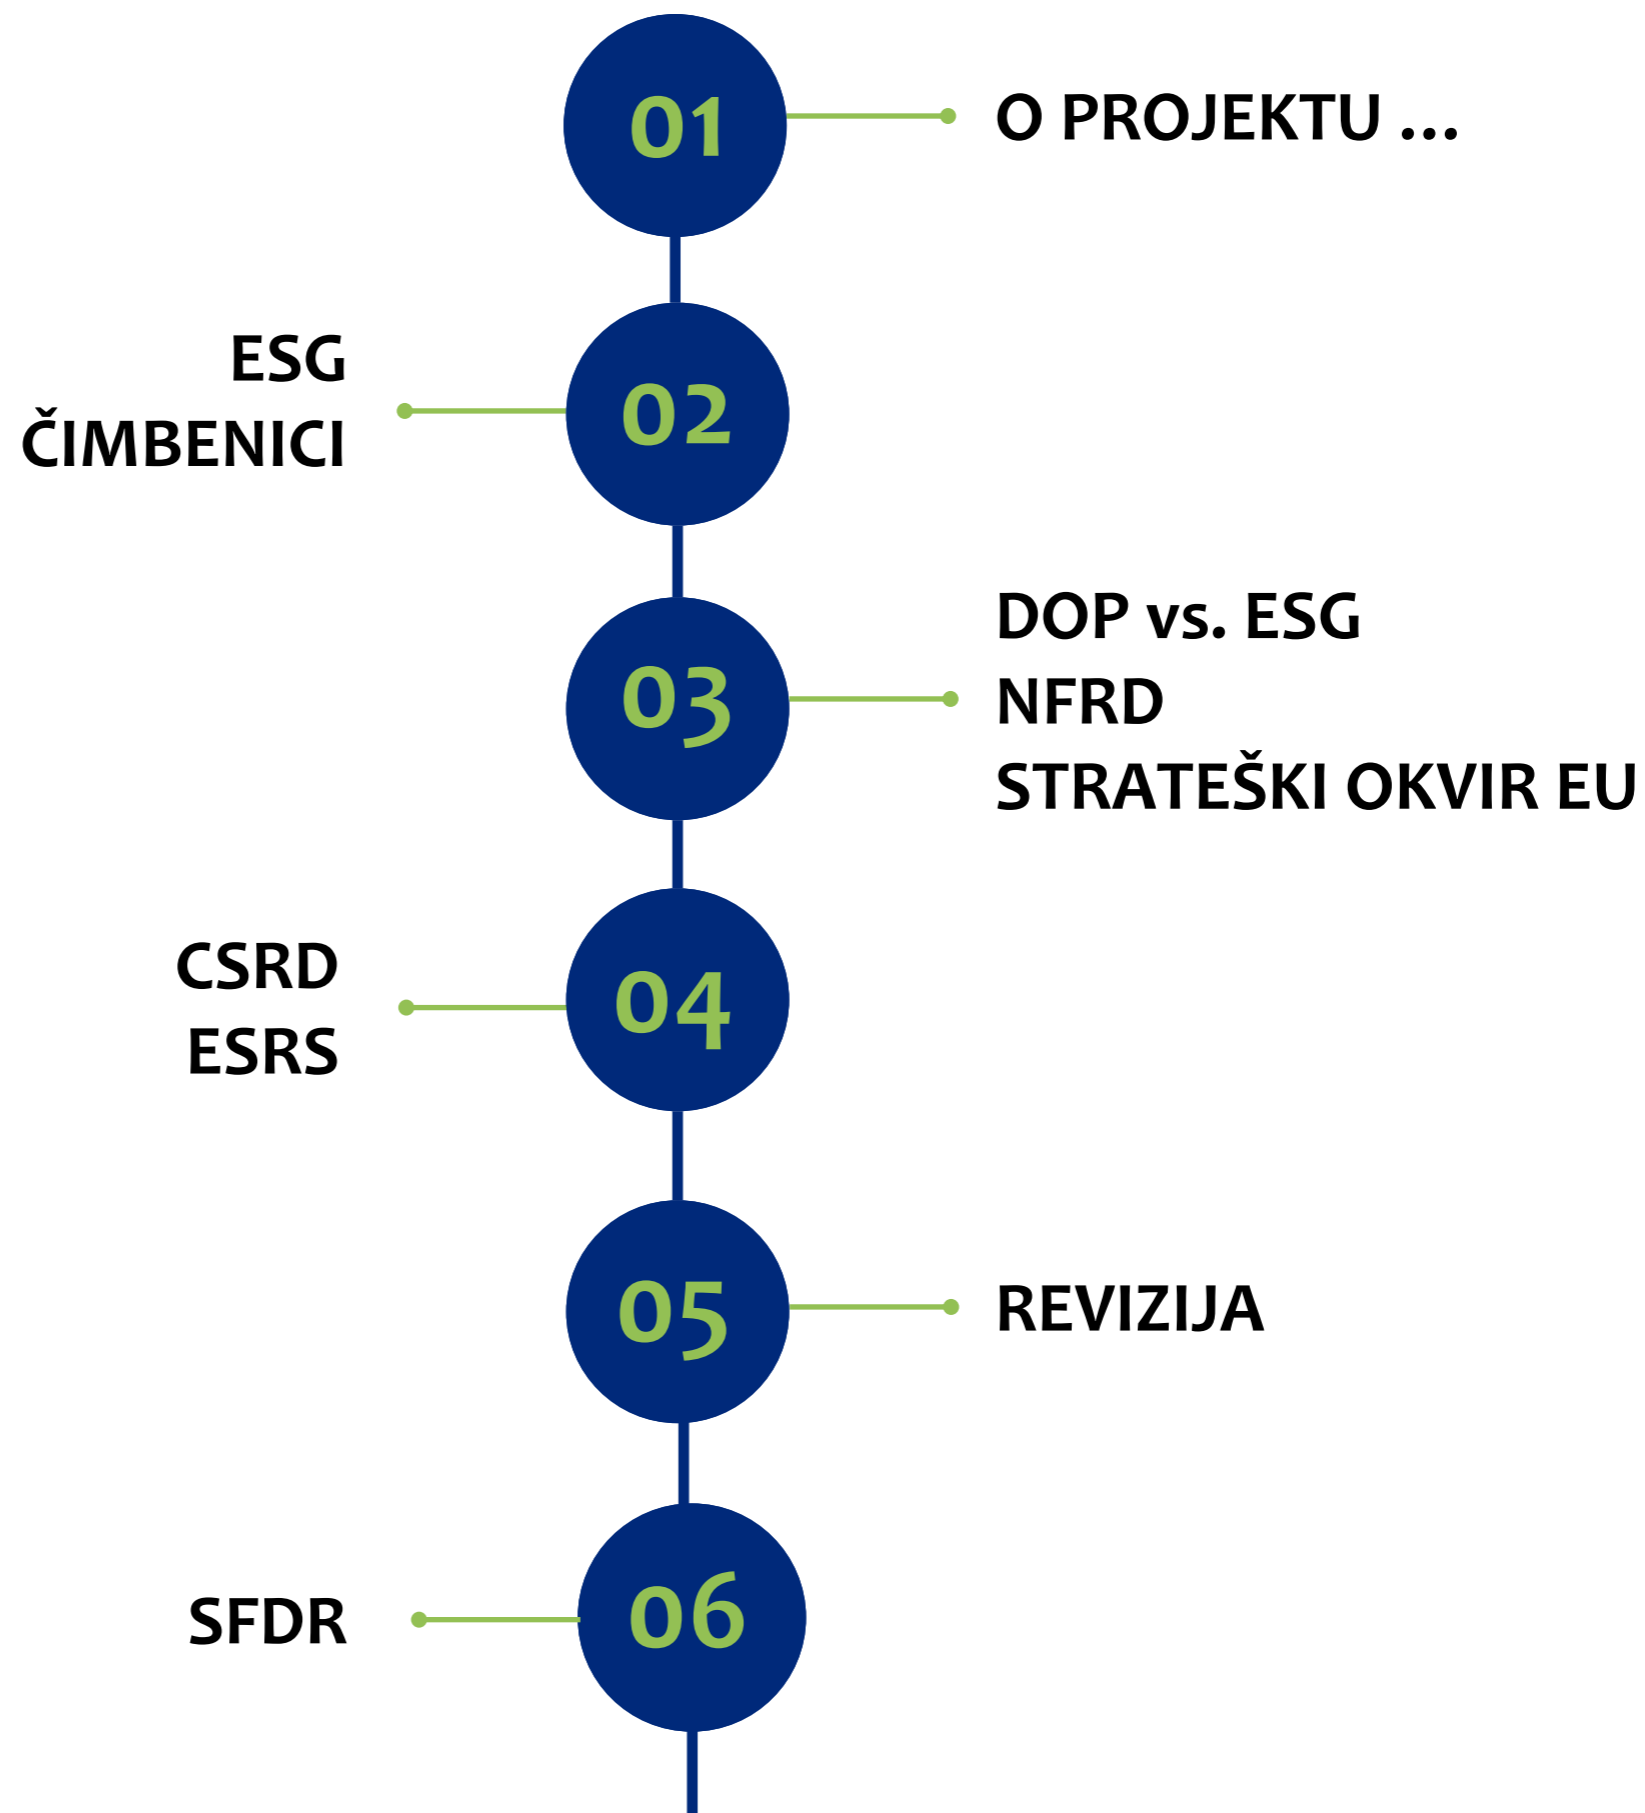 01
O PROJEKTU ...
ESG
ČIMBENICI
02
03
DOP vs. ESG
NFRD
STRATEŠKI OKVIR EU
CSRD
ESRS
04
05
REVIZIJA
SFDR
06